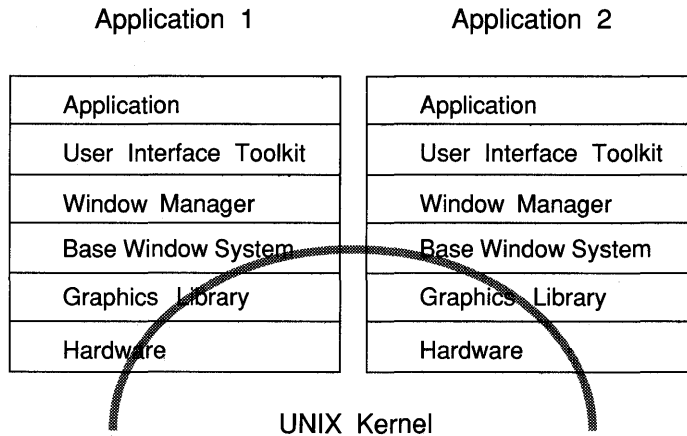 Application 1
Application 2
Application
User Interface Toolkit
Window Manager
Base Window System
Graphics Library
Hardware
Application
User Interface Toolkit
Window Manager
Base Window System
Graphics Library
Hardware
UNIX Kernel